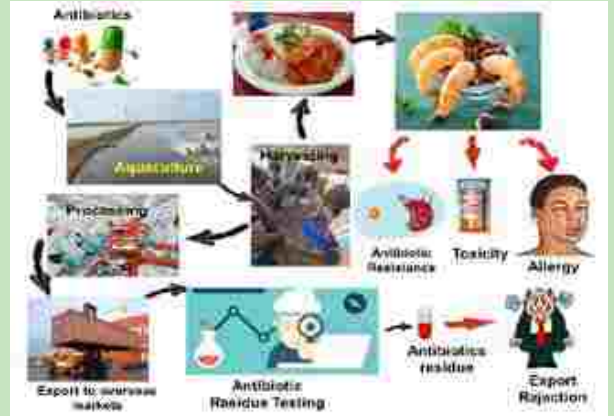 Antibiotics
Aquaculture
Harvesting
Processing
Antibiotic
Resistance
Toxicity
Allergy
Export to overseas
markets
Antibiotic
Residue Testing
Antibiotics
residue
Export
Rejection